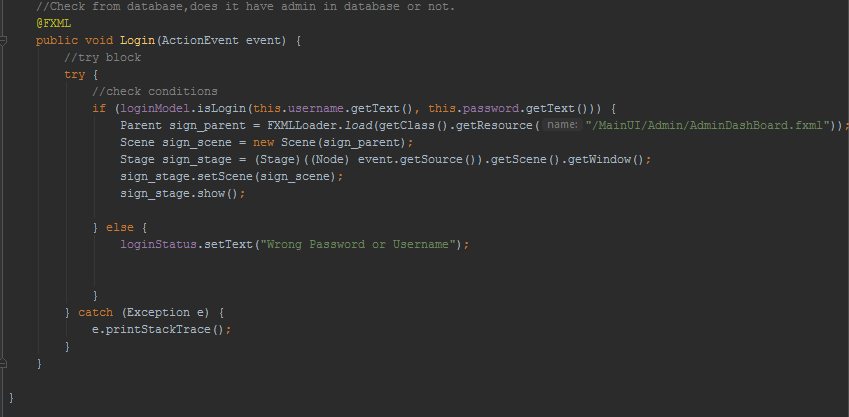 //Check from database,does it have admin in database or not.
@FXML
public void Login(ActionEvent event) {
//try block
try {
//check conditions
if (loginModel.isLogin(this.username.getText(), this.password.getText())) {
Parent sign_parent = FXMLLoader.load(getClass().getResource( name: "/MainUI/Admin/AdminDashBoard.fxml"));
Scene sign_scene = new Scene(sign_parent);
Stage sign_stage = (Stage)((Node) event.getSource()).getScene().getWindow();
sign_stage.setScene(sign_scene);
sign_stage.show();
} else {
loginStatus.setText("Wrong Password or Username");
}
} catch (Exception e) {
e.printStackTrace();
}
}
}